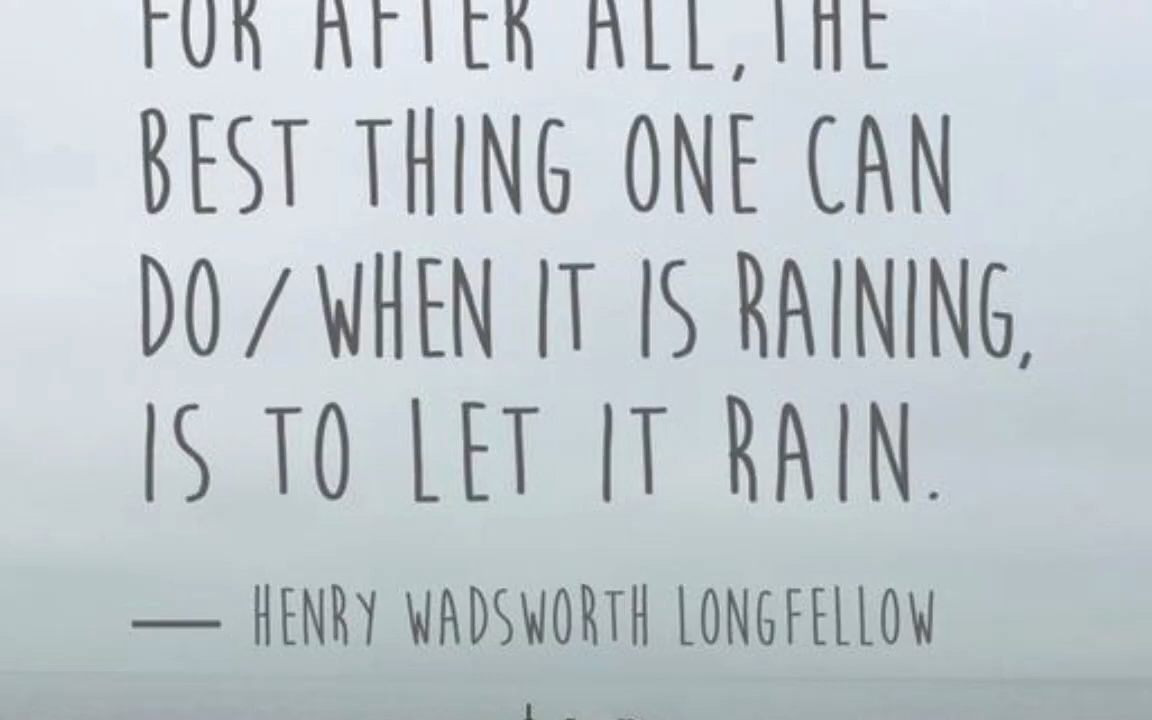 FOR AFTER ALL, THE
BEST THING ONE CAN
DO / WHEN IT IS RAINING,
IS TO LET IT RAIN.
— HENRY WADSWORTH LONGFELLOW